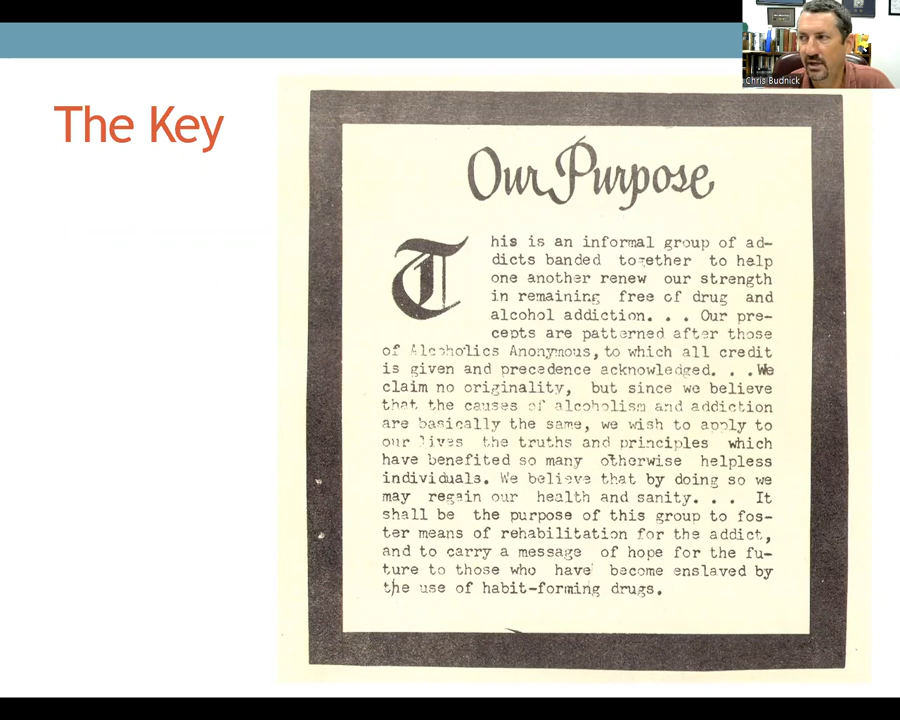 Chris Budnick
The Key
Our Purpose
This is an informal group of ad-
dicts banded together to help
one another renew our strength
in remaining free of drug and
alcohol addiction. . . Our pre-
cepts are patterned after those
of Alcoholics Anonymous, to which all credit
is given and precedence acknowledged. . . We
claim no originality, but since we believe
that the causes of alcoholism and addiction
are basically the same, we wish to apply to
our lives the truths and principles which
have benefited so many otherwise helpless
individuals. We believe that by doing so we
may regain our health and sanity. . . It
shall be the purpose of this group to fos-
ter means of rehabilitation for the addict,
and to carry a message of hope for the fu-
ture to those who have become enslaved by
the use of habit-forming drugs.